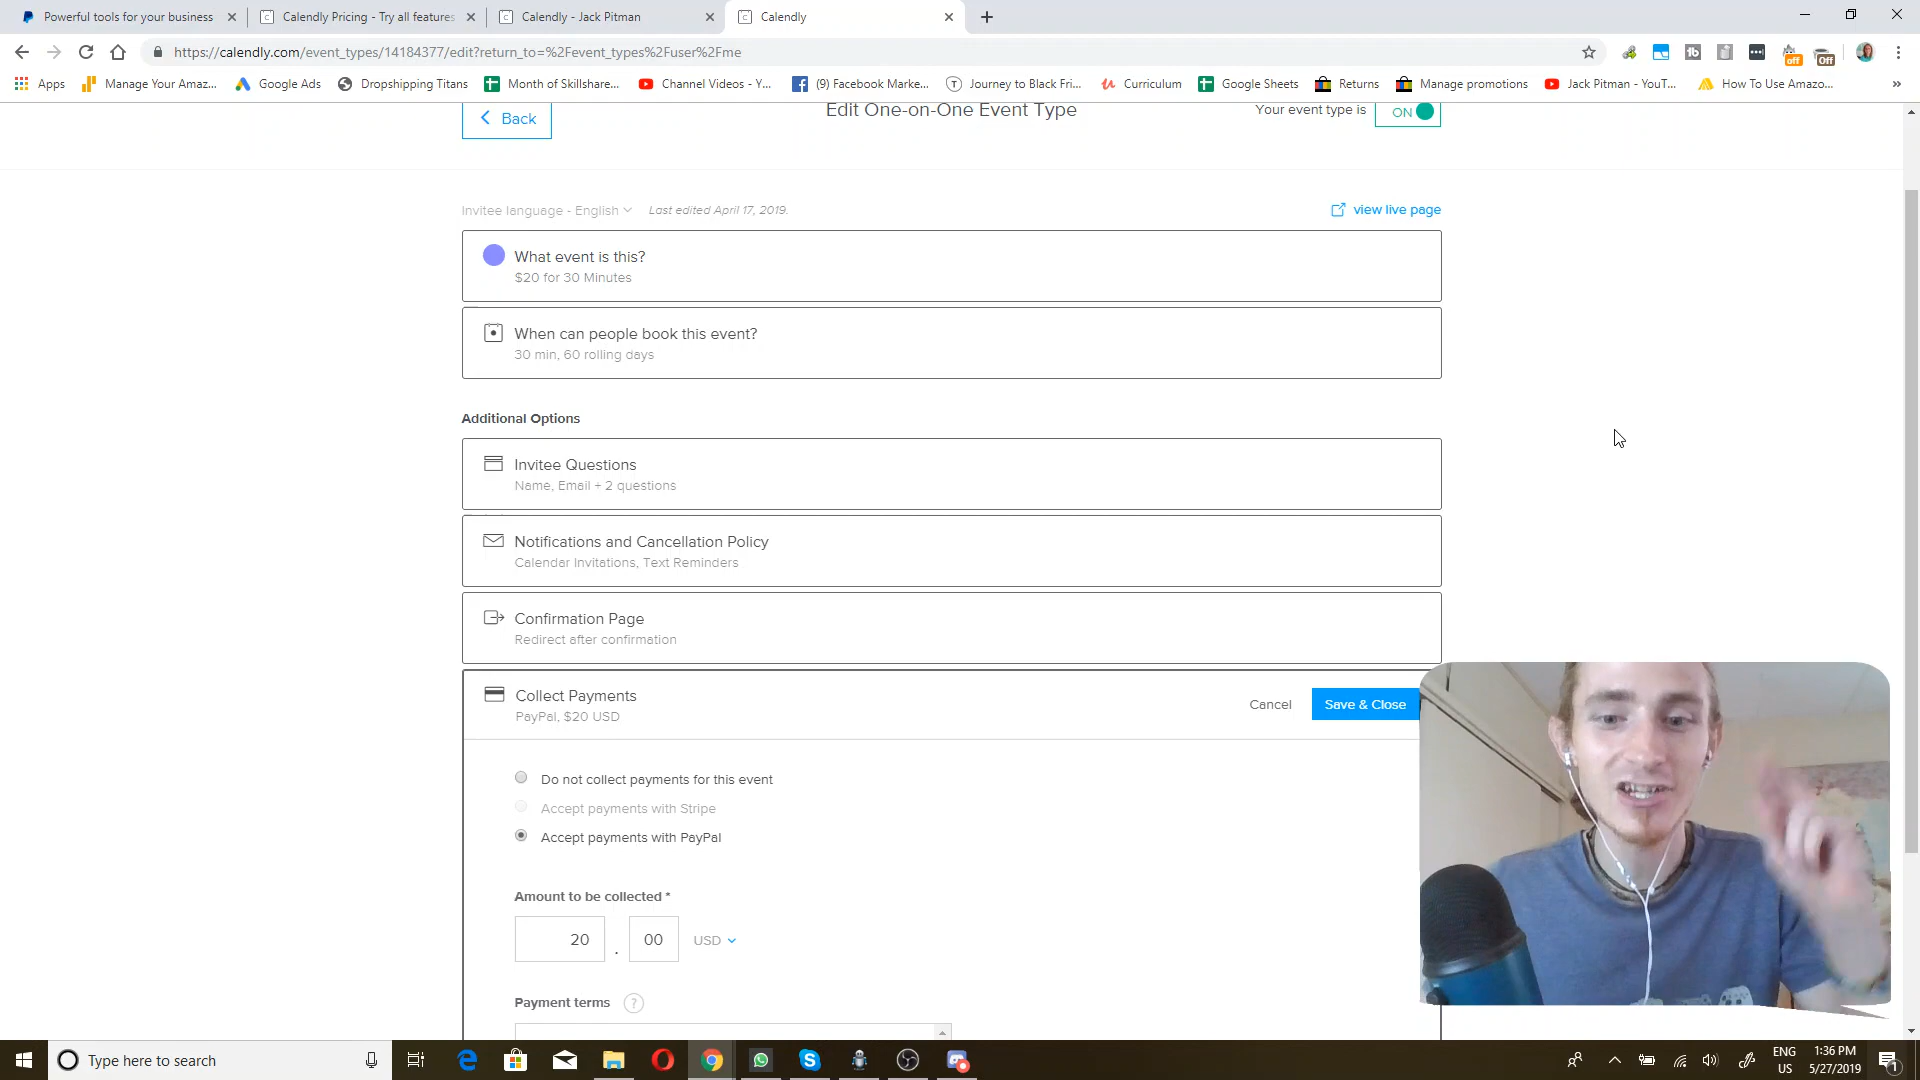 Powerful tools for your business
Calendly Pricing - Try all features
Calendly - Jack Pitman
Calendly
https://calendly.com/event_types/14184377/edit?return_to=%2Fevent_types%2Fuser%2Fme
off
Off
Apps
Manage Your Amaz...
Google Ads
Dropshipping Titans
Month of Skillshare...
Channel Videos - Y...
(9) Facebook Marke...
Journey to Black Fri...
Curriculum
Google Sheets
Returns
Manage promotions
Jack Pitman - YouT...
How To Use Amazo...
»
Back
Edit One-on-One Event Type
Your event type is
ON
Invitee language - English
Last edited April 17, 2019.
view live page
What event is this?
$20 for 30 Minutes
When can people book this event?
30 min, 60 rolling days
Additional Options
Invitee Questions
Name, Email + 2 questions
Notifications and Cancellation Policy
Calendar Invitations, Text Reminders
Confirmation Page
Redirect after confirmation
Collect Payments
PayPal, $20 USD
Cancel
Save & Close
Do not collect payments for this event
Accept payments with Stripe
Accept payments with PayPal
Amount to be collected *
20 . 00 USD
Payment terms ?
Type here to search
ENG
US
1:36 PM
5/27/2019
1